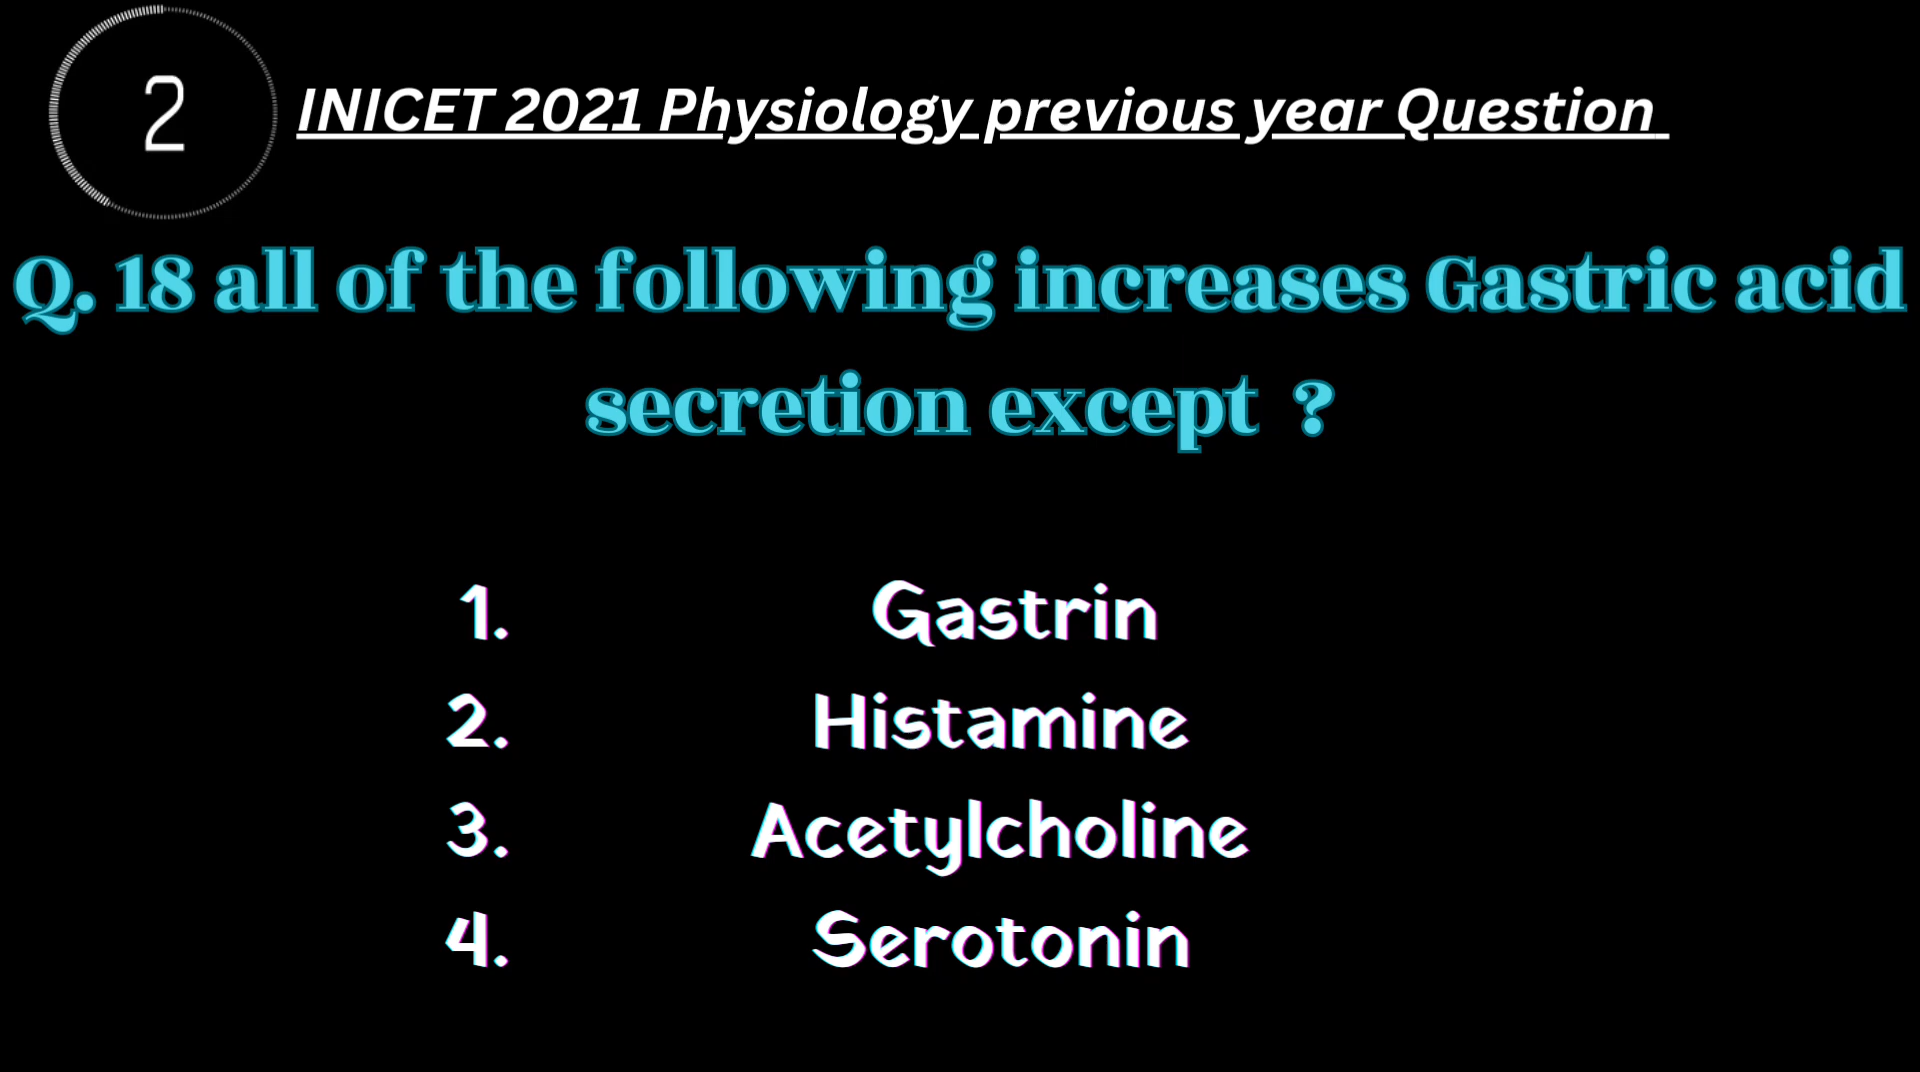 2
INICET 2021 Physiology previous year Question
Q. 18 all of the following increases Gastric acid
secretion except ?
1. Gastrin
2. Histamine
3. Acetylcholine
4. Serotonin